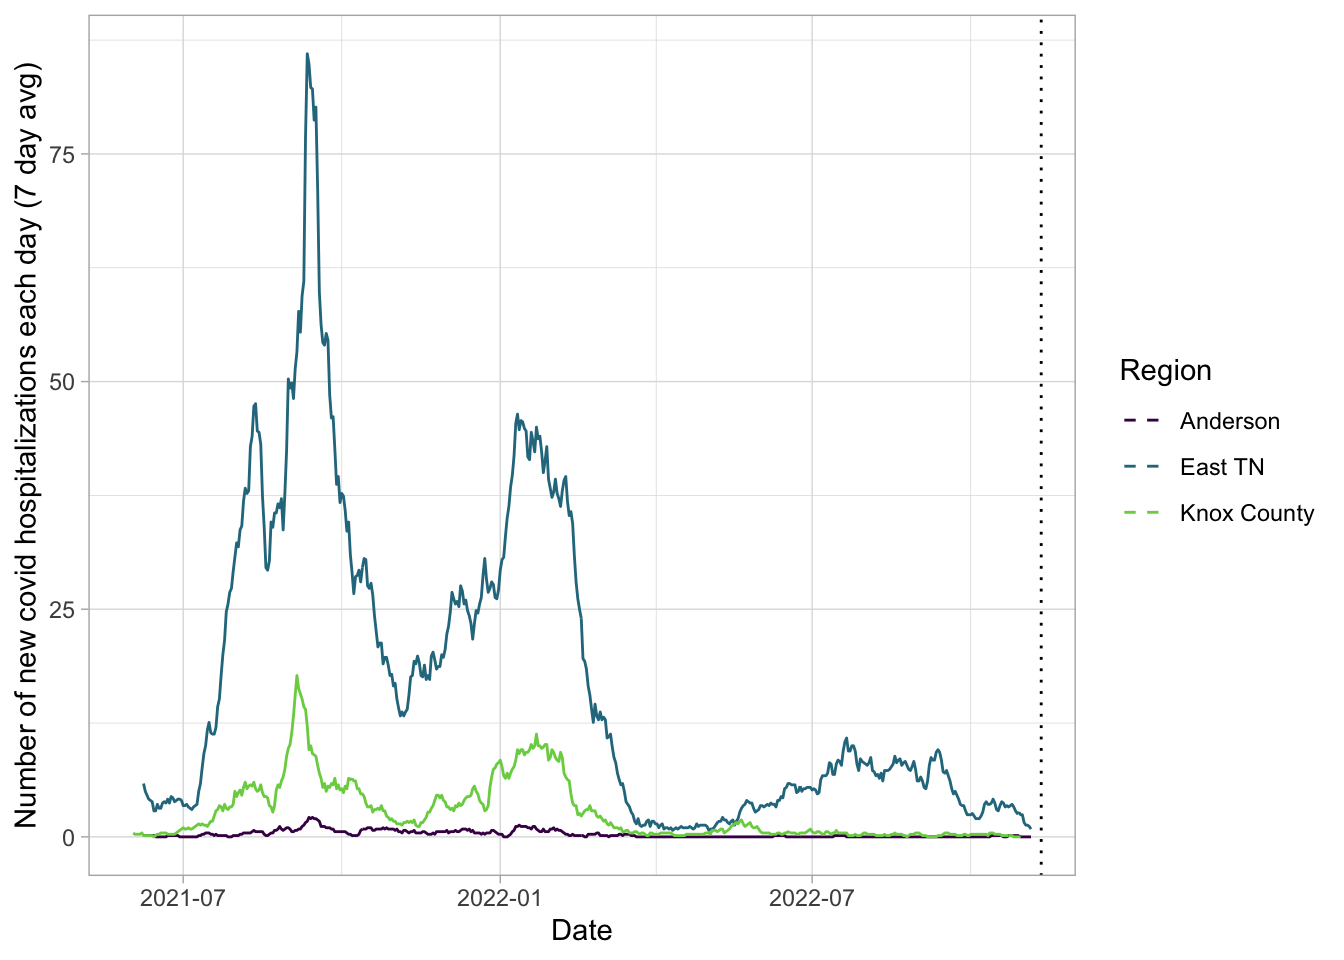 Number of new covid hospitalizations each day (7 day avg)
75
50
25
0
2021-07
2022-01
2022-07
Date
Region
Anderson
East TN
Knox County